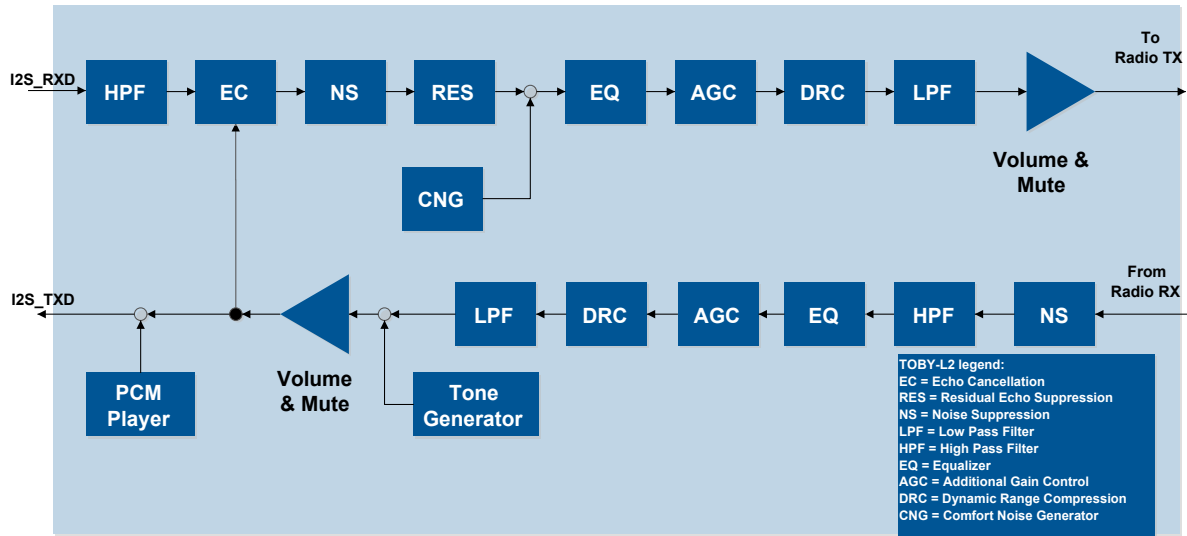 To
Radio TX
I2S_RXD
HPF
EC
NS
RES
EQ
AGC
DRC
LPF
Volume &
Mute
CNG
I2S_TXD
From
Radio RX
LPF
DRC
AGC
EQ
HPF
NS
PCM
Player
Volume
& Mute
Tone
Generator
TOBY-L2 legend:
EC = Echo Cancellation
RES = Residual Echo Suppression
NS = Noise Suppression
LPF = Low Pass Filter
HPF = High Pass Filter
EQ = Equalizer
AGC = Additional Gain Control
DRC = Dynamic Range Compression
CNG = Comfort Noise Generator